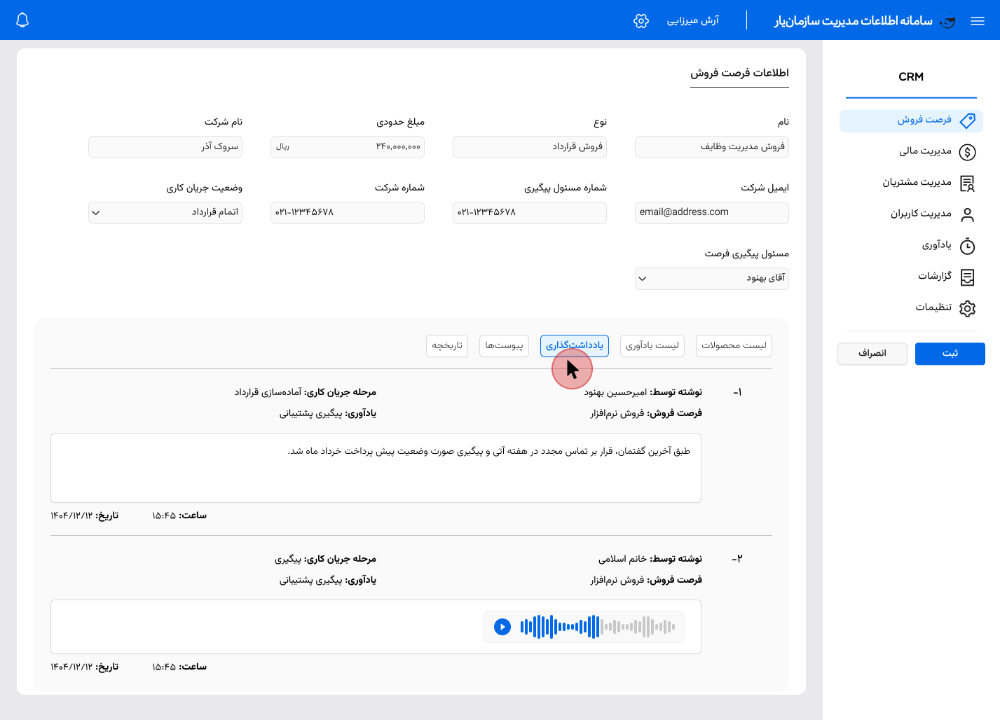 سامانه اطلاعات مدیریت سازمان‌یار
آرش میرزایی
CRM
فرصت فروش
مدیریت مالی
مدیریت مشتریان
مدیریت کاربران
یادآوری
گزارشات
تنظیمات
ثبت
انصراف
اطلاعات فرصت فروش
نام
نوع
مبلغ حدودی
نام شرکت
فروش مدیریت وظایف
فروش قرارداد
۲۴۰,۰۰۰,۰۰۰ ریال
سروک آذر
ایمیل شرکت
شماره مسئول پیگیری
شماره شرکت
وضعیت جریان کاری
email@address.com
۰۲۱-۱۲۳۴۵۶۷۸
۰۲۱-۱۲۳۴۵۶۷۸
اتمام قرارداد
مسئول پیگیری فرصت
آقای بهنود
لیست محصولات
لیست یادآوری
یادداشت‌گذاری
پیوست‌ها
تاریخچه
۱-
نوشته توسط: امیرحسین بهنود
مرحله جریان کاری: آماده‌سازی قرارداد
فرصت فروش: فروش نرم‌افزار
یادآوری: پیگیری پشتیبانی
طبق آخرین گفتمان، قرار بر تماس مجدد در هفته آتی و پیگیری صورت وضعیت پیش پرداخت خرداد ماه شد.
ساعت: ۱۵:۴۵
تاریخ: ۱۴۰۴/۱۲/۱۲
۲-
نوشته توسط: خانم اسلامی
مرحله جریان کاری: پیگیری
فرصت فروش: فروش نرم‌افزار
یادآوری: پیگیری پشتیبانی
ساعت: ۱۵:۴۵
تاریخ: ۱۴۰۴/۱۲/۱۲